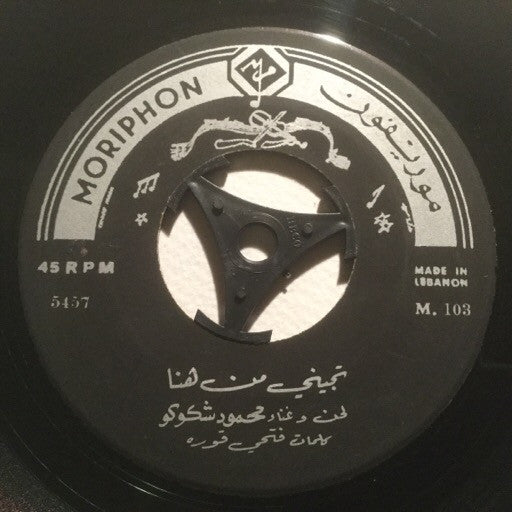 MORIPHON
موريفون
45 RPM
MADE IN
LEBANON
5457
M. 103
تجيني من هنا
لحن وغناء محمود شكوكو
كلمات فتحي قوره